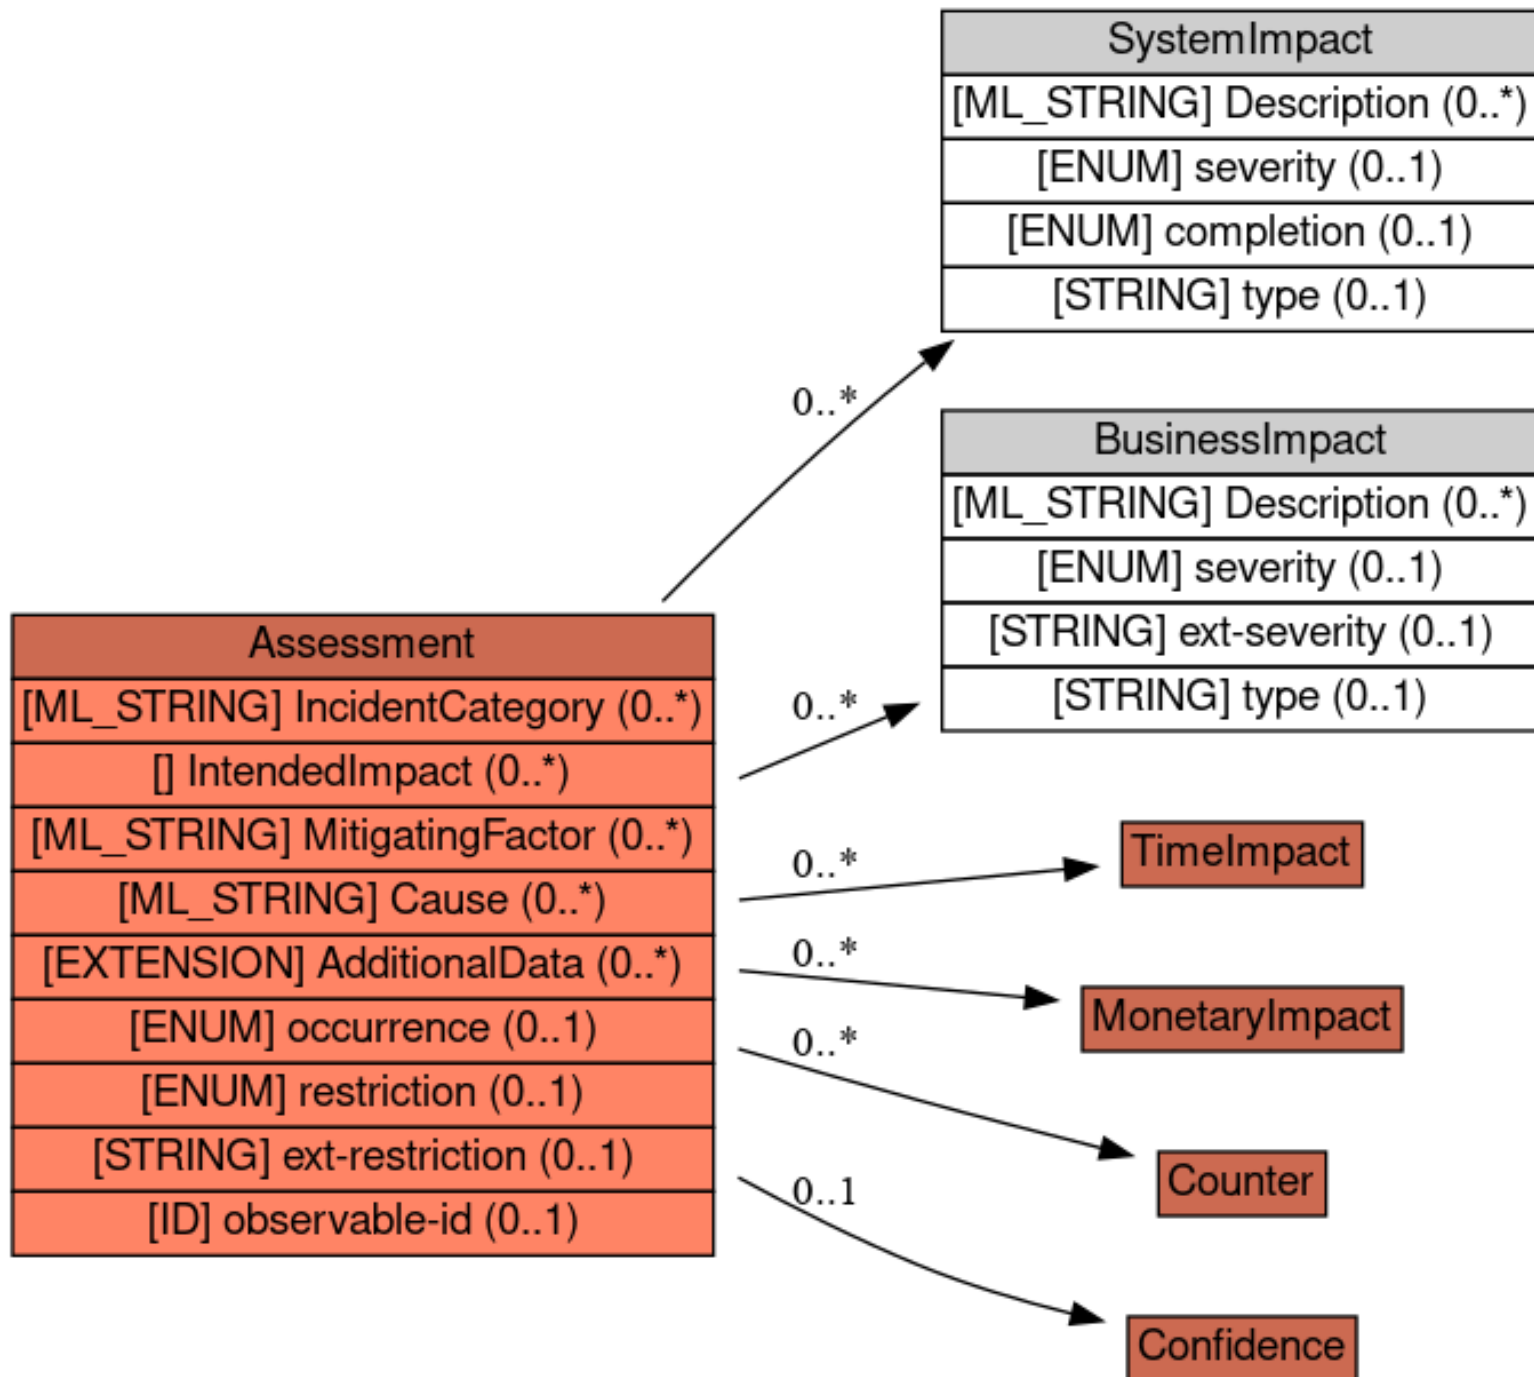 SystemImpact
[ML_STRING] Description (0..*)
[ENUM] severity (0..1)
[ENUM] completion (0..1)
[STRING] type (0..1)
0..*
BusinessImpact
[ML_STRING] Description (0..*)
[ENUM] severity (0..1)
[STRING] ext-severity (0..1)
[STRING] type (0..1)
Assessment
[ML_STRING] IncidentCategory (0..*)
[] IntendedImpact (0..*)
[ML_STRING] MitigatingFactor (0..*)
[ML_STRING] Cause (0..*)
[EXTENSION] AdditionalData (0..*)
[ENUM] occurrence (0..1)
[ENUM] restriction (0..1)
[STRING] ext-restriction (0..1)
[ID] observable-id (0..1)
0..*
0..*
TimeImpact
0..*
MonetaryImpact
0..*
Counter
0..1
Confidence